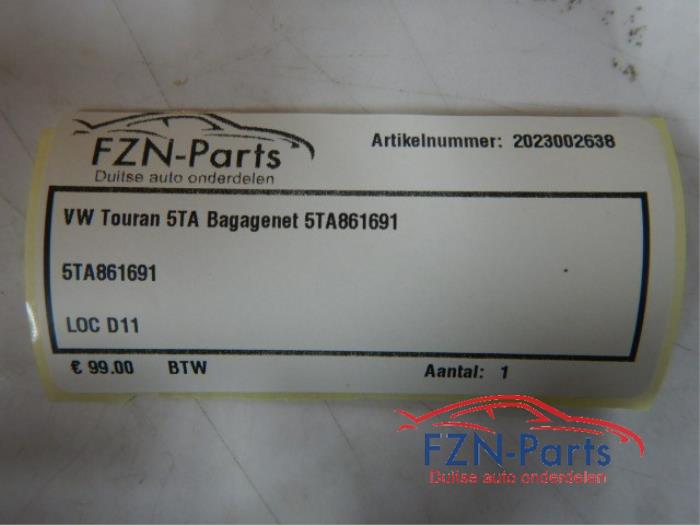 FZN-Parts
Duitse auto onderdelen
Artikelnummer: 2023002638
VW Touran 5TA Bagagenet 5TA861691
5TA861691
LOC D11
€ 99.00 BTW
Aantal: 1
FZN-Parts
Duitse auto onderdelen